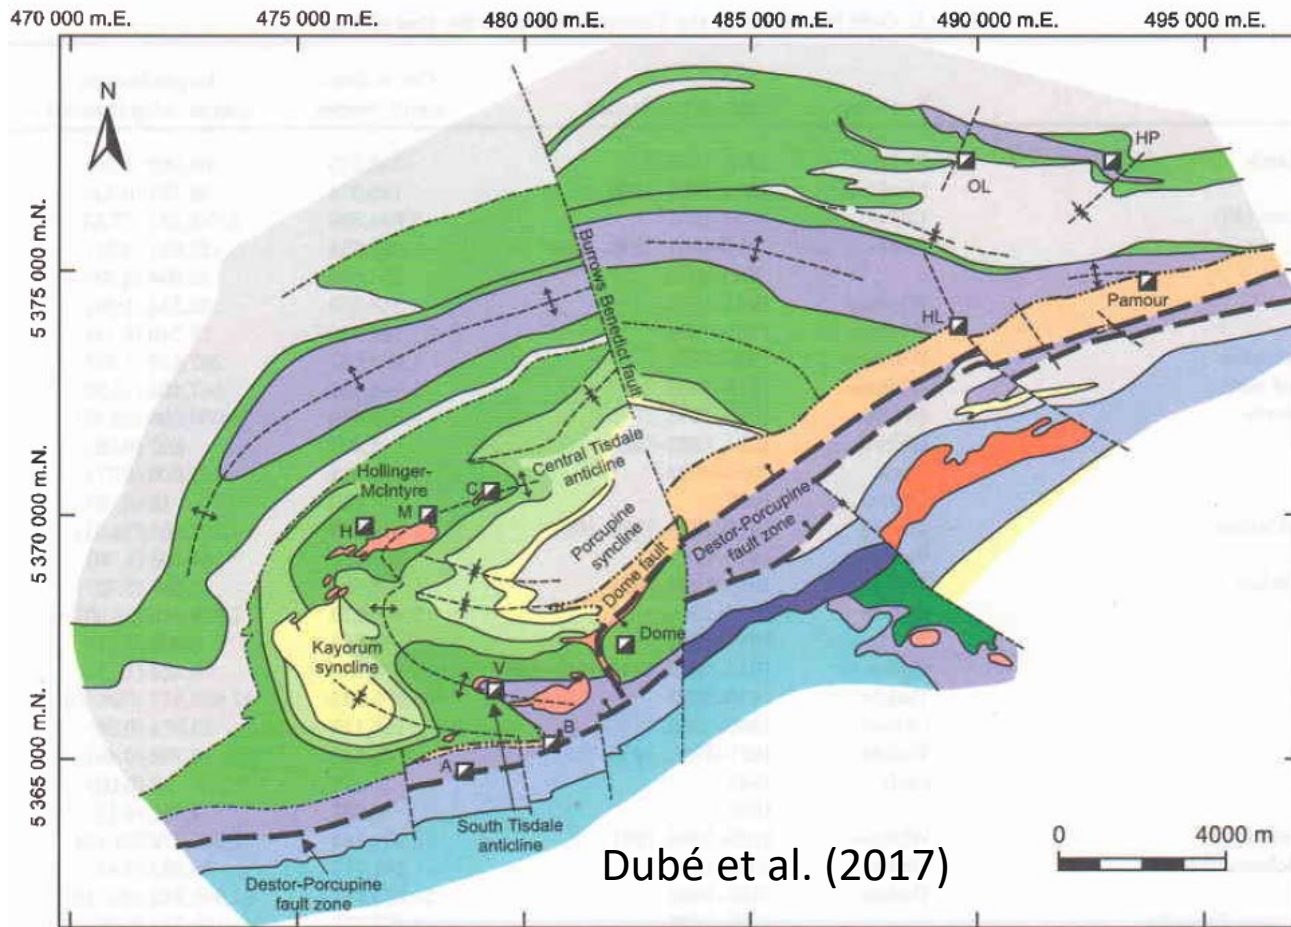 470 000 m.E. 475 000 m.E. 480 000 m.E. 485 000 m.E. 490 000 m.E. 495 000 m.E.
N
HP
OL
5 375 000 m.N.
Burrows Benedict fault
Pamour
HL
Central Tisdale
anticline
Hollinger-
McIntyre
C
M
H
5 370 000 m.N.
Porcupine
syncline
Destor-Porcupine
fault zone
Dome fault
Dome
Kayorum
syncline
V
B
5 365 000 m.N.
A
South Tisdale
anticline
0 4000 m
Dubé et al. (2017)
Destor-Porcupine
fault zone